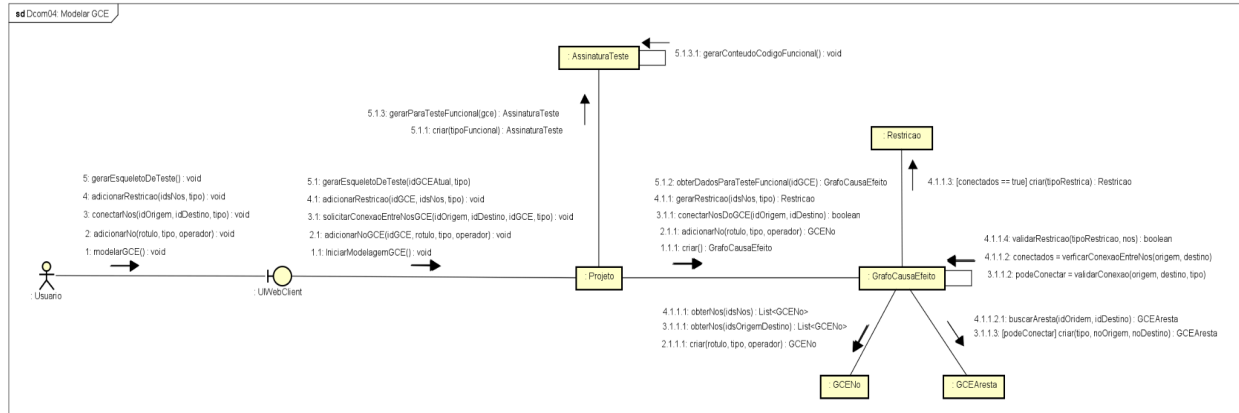 sd Dcom04: Modelar GCE
: AssinaturaTeste
5.1.3.1: gerarConteudoCodigoFuncional() : void
5.1.3: gerarParaTesteFuncional(gce) : AssinaturaTeste
5.1.1: criar(tipoFuncional) : AssinaturaTeste
: Restricao
5: gerarEsqueletoDeTeste() : void
4: adicionarRestricao(idsNos, tipo) : void
3: conectarNos(idOrigem, idDestino, tipo) : void
2: adicionarNo(rotulo, tipo, operador) : void
1: modelarGCE() : void
5.1: gerarEsqueletoDeTeste(idGCEAtual, tipo)
4.1: adicionarRestricao(idGCE, idsNos, tipo) : void
3.1: solicitarConexaoEntreNosGCE(idOrigem, idDestino, idGCE, tipo) : void
2.1: adicionarNoGCE(idGCE, rotulo, tipo, operador) : void
1.1: IniciarModelagemGCE() : void
5.1.2: obterDadosParaTesteFuncional(idGCE) : GrafoCausaEfeito
4.1.1: gerarRestricao(idsNos, tipo) : Restricao
3.1.1: conectarNosDoGCE(idOrigem, idDestino) : boolean
2.1.1: adicionarNo(rotulo, tipo, operador) : GCENo
1.1.1: criar() : GrafoCausaEfeito
4.1.1.3: [conectados == true] criar(tipoRestrica) : Restricao
4.1.1.4: validarRestricao(tipoRestricao, nos) : boolean
4.1.1.2: conectados = verficarConexaoEntreNos(origem, destino)
3.1.1.2: podeConectar = validarConexao(origem, destino, tipo)
: Usuario
: UIWebClient
: Projeto
: GrafoCausaEfeito
4.1.1.1: obterNos(idsNos) : List<GCENo>
3.1.1.1: obterNos(idsOrigemDestino) : List<GCENo>
2.1.1.1: criar(rotulo, tipo, operador) : GCENo
4.1.1.2.1: buscarAresta(idOridem, idDestino) : GCEAresta
3.1.1.3: [podeConectar] criar(tipo, noOrigem, noDestino) : GCEAresta
: GCENo
: GCEAresta